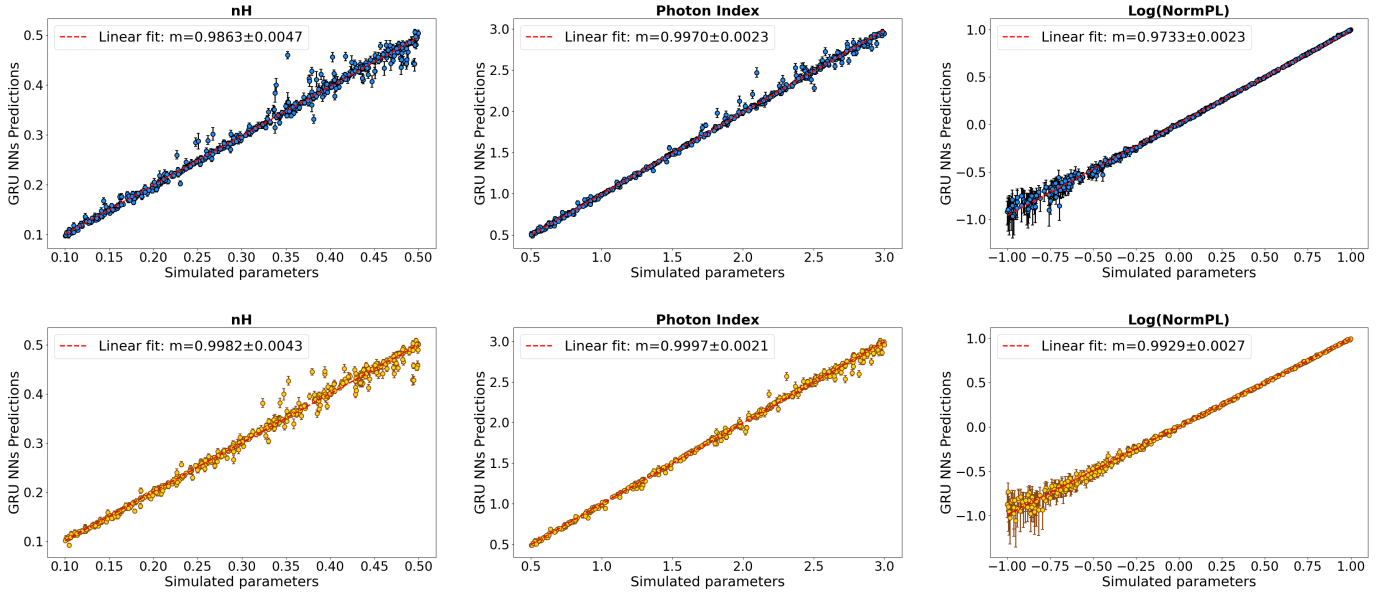 nH
Linear fit: m=0.9863±0.0047
GRU NNs Predictions
0.5
0.4
0.3
0.2
0.1
0.10 0.15 0.20 0.25 0.30 0.35 0.40 0.45 0.50
Simulated parameters
Photon Index
Linear fit: m=0.9970±0.0023
GRU NNs Predictions
3.0
2.5
2.0
1.5
1.0
0.5
0.5 1.0 1.5 2.0 2.5 3.0
Simulated parameters
Log(NormPL)
Linear fit: m=0.9733±0.0023
GRU NNs Predictions
1.0
0.5
0.0
−0.5
−1.0
−1.00 −0.75 −0.50 −0.25 0.00 0.25 0.50 0.75 1.00
Simulated parameters
nH
Linear fit: m=0.9982±0.0043
GRU NNs Predictions
0.5
0.4
0.3
0.2
0.1
0.10 0.15 0.20 0.25 0.30 0.35 0.40 0.45 0.50
Simulated parameters
Photon Index
Linear fit: m=0.9997±0.0021
GRU NNs Predictions
3.0
2.5
2.0
1.5
1.0
0.5
0.5 1.0 1.5 2.0 2.5 3.0
Simulated parameters
Log(NormPL)
Linear fit: m=0.9929±0.0027
GRU NNs Predictions
1.0
0.5
0.0
−0.5
−1.0
−1.00 −0.75 −0.50 −0.25 0.00 0.25 0.50 0.75 1.00
Simulated parameters